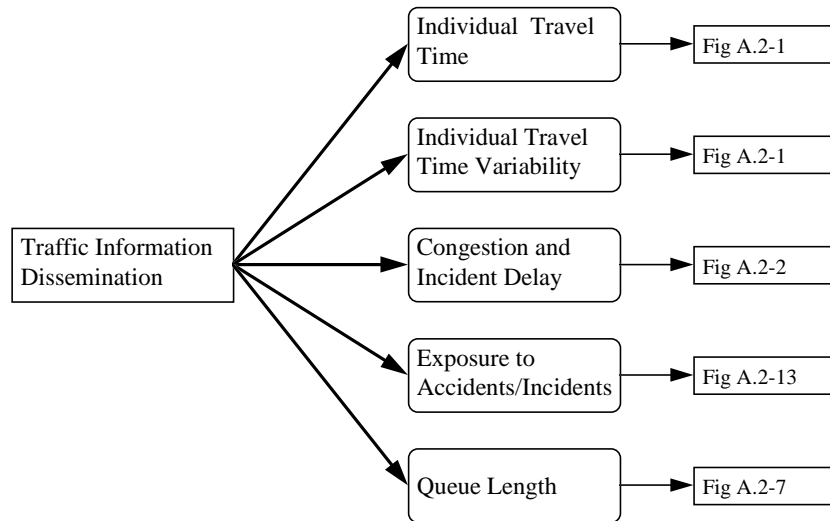 Individual Travel
Time
Fig A.2-1
Individual Travel
Time Variability
Fig A.2-1
Traffic Information
Dissemination
Congestion and
Incident Delay
Fig A.2-2
Exposure to
Accidents/Incidents
Fig A.2-13
Queue Length
Fig A.2-7